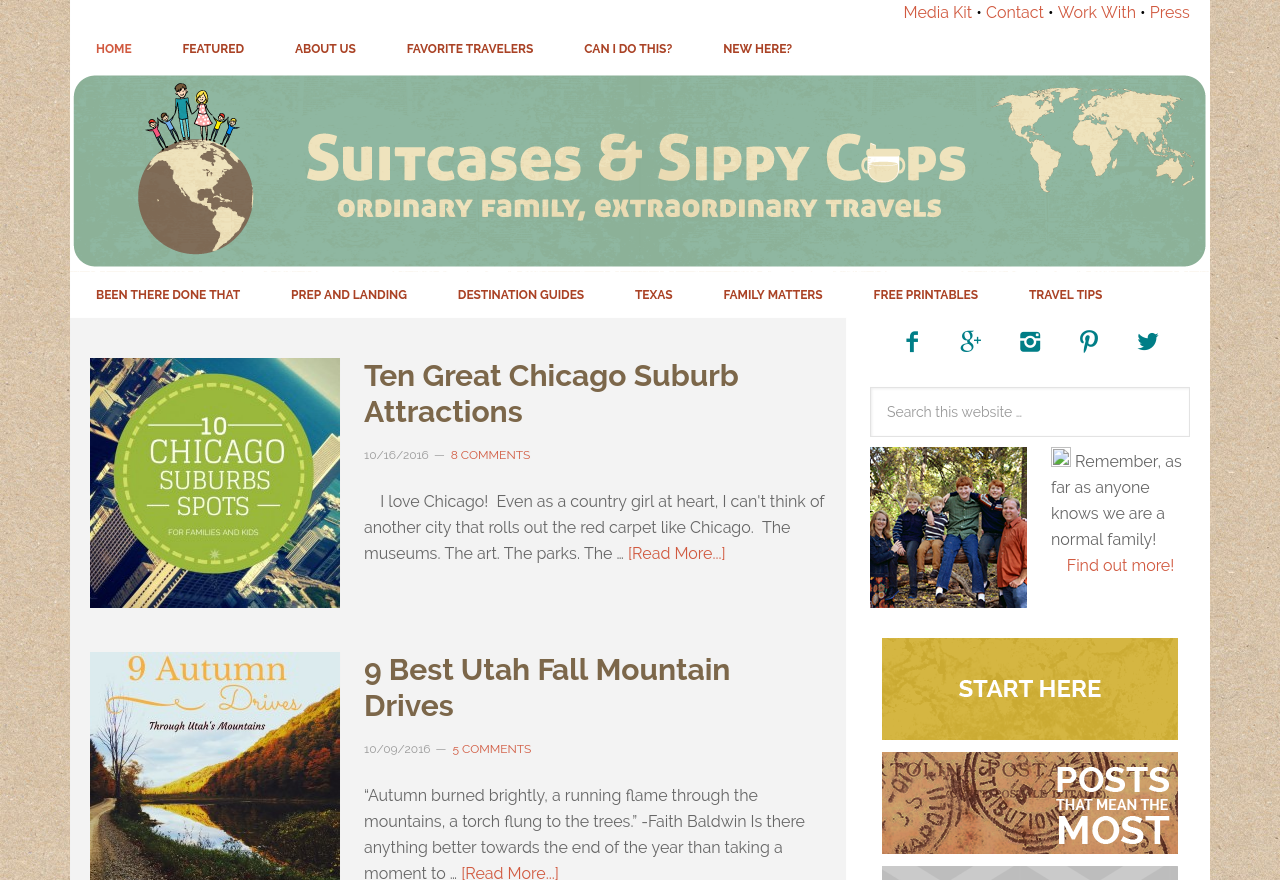 Media Kit • Contact • Work With • Press
HOME FEATURED ABOUT US FAVORITE TRAVELERS CAN I DO THIS? NEW HERE?
Suitcases & Sippy Cups
Ordinary Family, Extraordinary Travels
BEEN THERE DONE THAT PREP AND LANDING DESTINATION GUIDES TEXAS FAMILY MATTERS FREE PRINTABLES TRAVEL TIPS
10
CHICAGO
SUBURBS
SPOTS
FOR FAMILIES AND KIDS
Ten Great Chicago Suburb
Attractions
10/16/2016 — 8 COMMENTS
I love Chicago! Even as a country girl at heart, I can't think of
another city that rolls out the red carpet like Chicago. The
museums. The art. The parks. The … [Read More...]
9 Autumn
Drives
Through Utah's Mountains
9 Best Utah Fall Mountain
Drives
10/09/2016 — 5 COMMENTS
“Autumn burned brightly, a running flame through the
mountains, a torch flung to the trees.” -Faith Baldwin Is there
anything better towards the end of the year than taking a
moment to … [Read More...]
Search this website …
Remember, as
far as anyone
knows we are a
normal family!
Find out more!
START HERE
POSTS
THAT MEAN THE
MOST